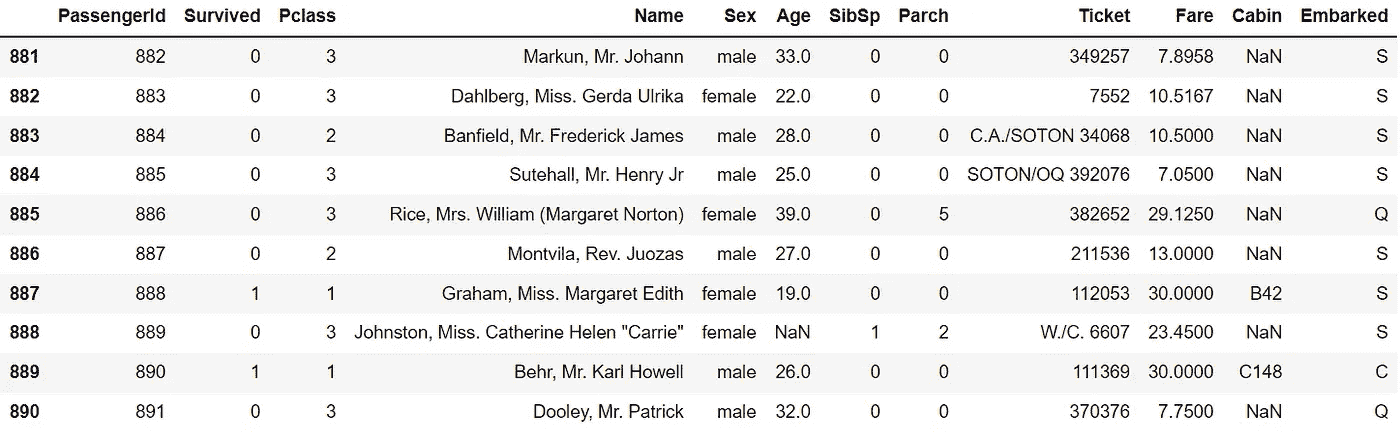 PassengerId Survived Pclass Name Sex Age SibSp Parch Ticket Fare Cabin Embarked
881 882 0 3 Markun, Mr. Johann male 33.0 0 0 349257 7.8958 NaN S
882 883 0 3 Dahlberg, Miss. Gerda Ulrika female 22.0 0 0 7552 10.5167 NaN S
883 884 0 2 Banfield, Mr. Frederick James male 28.0 0 0 C.A./SOTON 34068 10.5000 NaN S
884 885 0 3 Sutehall, Mr. Henry Jr male 25.0 0 0 SOTON/OQ 392076 7.0500 NaN S
885 886 0 3 Rice, Mrs. William (Margaret Norton) female 39.0 0 5 382652 29.1250 NaN Q
886 887 0 2 Montvila, Rev. Juozas male 27.0 0 0 211536 13.0000 NaN S
887 888 1 1 Graham, Miss. Margaret Edith female 19.0 0 0 112053 30.0000 B42 S
888 889 0 3 Johnston, Miss. Catherine Helen "Carrie" female NaN 1 2 W./C. 6607 23.4500 NaN S
889 890 1 1 Behr, Mr. Karl Howell male 26.0 0 0 111369 30.0000 C148 C
890 891 0 3 Dooley, Mr. Patrick male 32.0 0 0 370376 7.7500 NaN Q